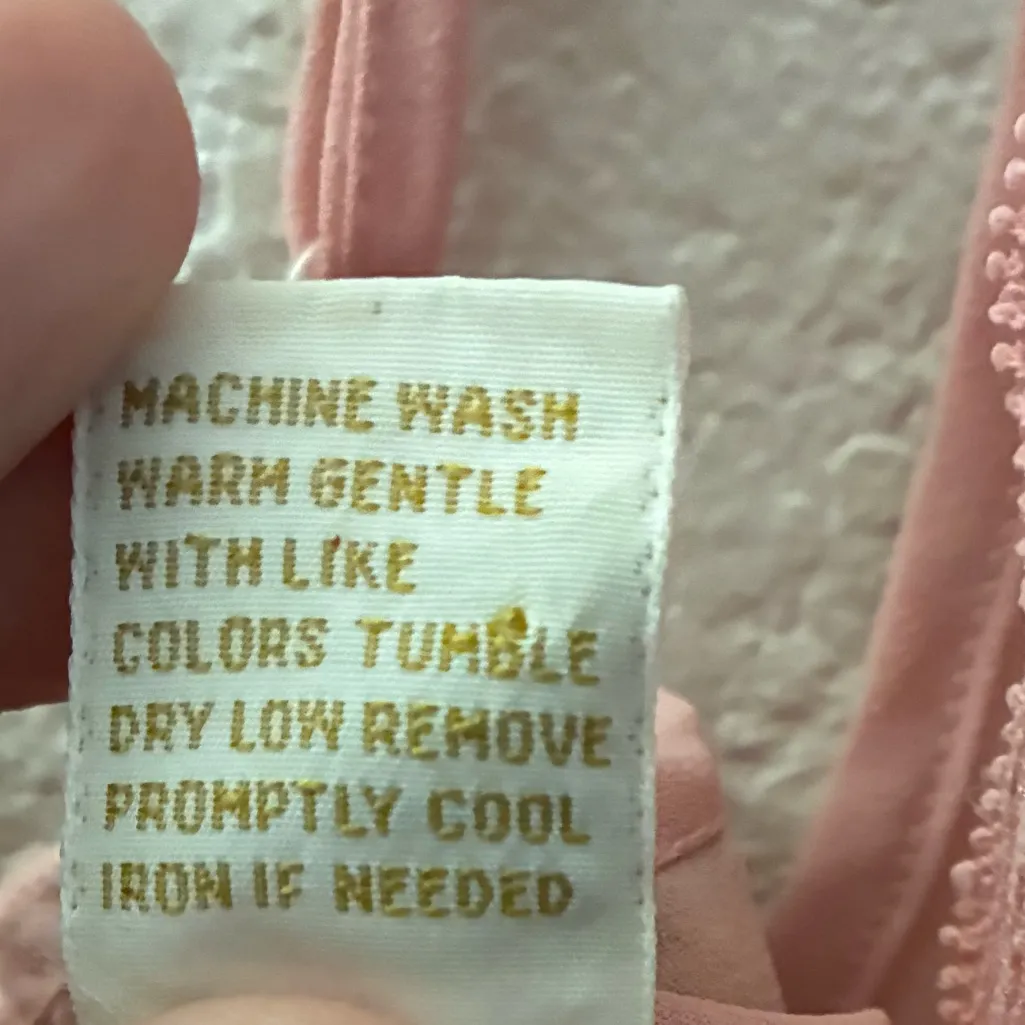 MACHINE WASH
WARM GENTLE
WITH LIKE
COLORS TUMBLE
DRY LOW REMOVE
PROMPTLY COOL
IRON IF NEEDED